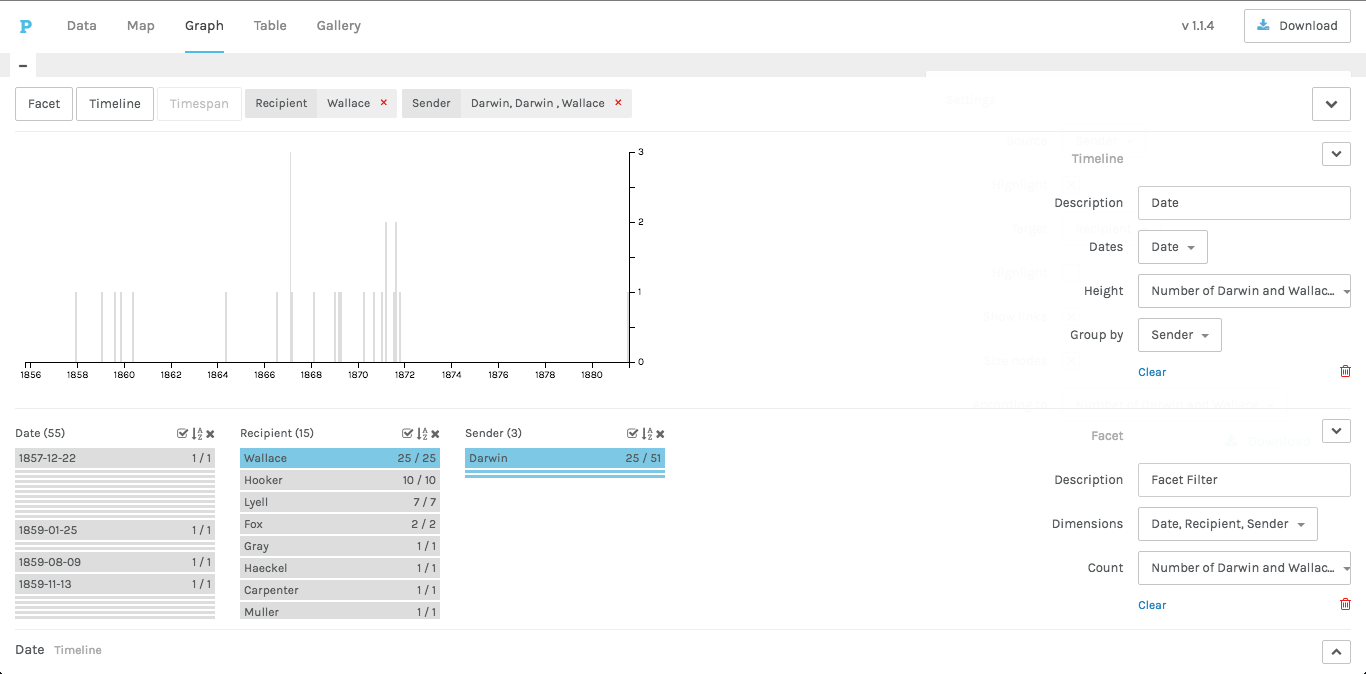 P Data Map Graph Table Gallery v 1.1.4 Download
Facet Timeline Timespan Recipient Wallace × Sender Darwin, Darwin , Wallace ×
3
2
1
0
1856 1858 1860 1862 1864 1866 1868 1870 1872 1874 1876 1878 1880
Timeline
Description Date
Dates Date
Height Number of Darwin and Wallac...
Group by Sender
Clear
Date (55)
1857-12-22 1 / 1
1859-01-25 1 / 1
1859-08-09 1 / 1
1859-11-13 1 / 1
Recipient (15)
Wallace 25 / 25
Hooker 10 / 10
Lyell 7 / 7
Fox 2 / 2
Gray 1 / 1
Haeckel 1 / 1
Carpenter 1 / 1
Muller 1 / 1
Sender (3)
Darwin 25 / 51
Facet
Description Facet Filter
Dimensions Date, Recipient, Sender
Count Number of Darwin and Wallac...
Clear
Date Timeline